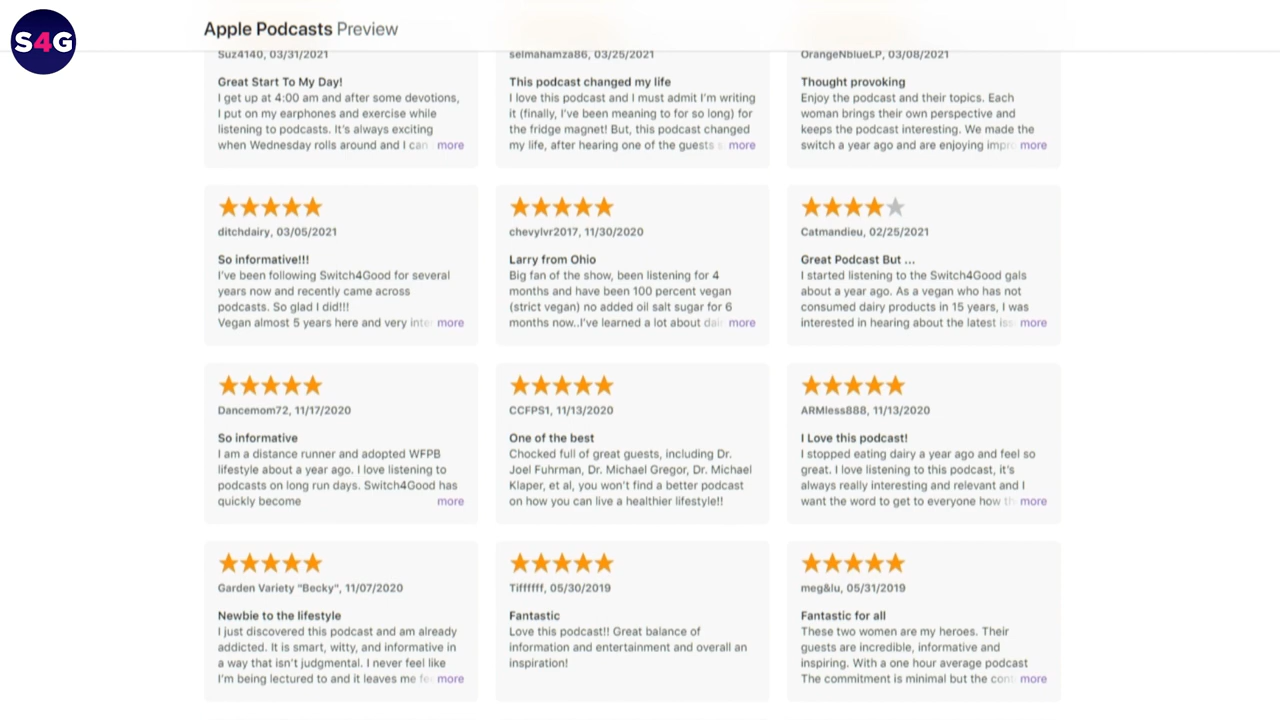 S4G
Apple Podcasts Preview
Suz4140, 03/31/2021
Great Start To My Day!
I get up at 4:00 am and after some devotions,
I put on my earphones and exercise while
listening to podcasts. It's always exciting
when Wednesday rolls around and I can more
selmahamza86, 03/25/2021
This podcast changed my life
I love this podcast and I must admit I'm writing
it (finally, I've been meaning to for so long) for
the fridge magnet! But, this podcast changed
my life, after hearing one of the guests more
OrangeNblueLP, 03/08/2021
Thought provoking
Enjoy the podcast and their topics. Each
woman brings their own perspective and
keeps the podcast interesting. We made the
switch a year ago and are enjoying impro more
ditchdairy, 03/05/2021
So informative!!!
I've been following Switch4Good for several
years now and recently came across
podcasts. So glad I did!!!
Vegan almost 5 years here and very inte more
chevylvr2017, 11/30/2020
Larry from Ohio
Big fan of the show, been listening for 4
months and have been 100 percent vegan
(strict vegan) no added oil salt sugar for 6
months now..I've learned a lot about dai more
Catmandieu, 02/25/2021
Great Podcast But ...
I started listening to the Switch4Good gals
about a year ago. As a vegan who has not
consumed dairy products in 15 years, I was
interested in hearing about the latest iss more
Dancemom72, 11/17/2020
So informative
I am a distance runner and adopted WFPB
lifestyle about a year ago. I love listening to
podcasts on long run days. Switch4Good has
quickly become more
CCFPS1, 11/13/2020
One of the best
Chocked full of great guests, including Dr.
Joel Fuhrman, Dr. Michael Gregor, Dr. Michael
Klaper, et al, you won't find a better podcast
on how you can live a healthier lifestyle!!
ARMless888, 11/13/2020
I Love this podcast!
I stopped eating dairy a year ago and feel so
great. I love listening to this podcast, it's
always really interesting and relevant and I
want the word to get to everyone how th more
Garden Variety "Becky", 11/07/2020
Newbie to the lifestyle
I just discovered this podcast and am already
addicted. It is smart, witty, and informative in
a way that isn't judgmental. I never feel like
I'm being lectured to and it leaves me fe more
Tiffffff, 05/30/2019
Fantastic
Love this podcast!! Great balance of
information and entertainment and overall an
inspiration!
meg&lu, 05/31/2019
Fantastic for all
These two women are my heroes. Their
guests are incredible, informative and
inspiring. With a one hour average podcast
The commitment is minimal but the con more